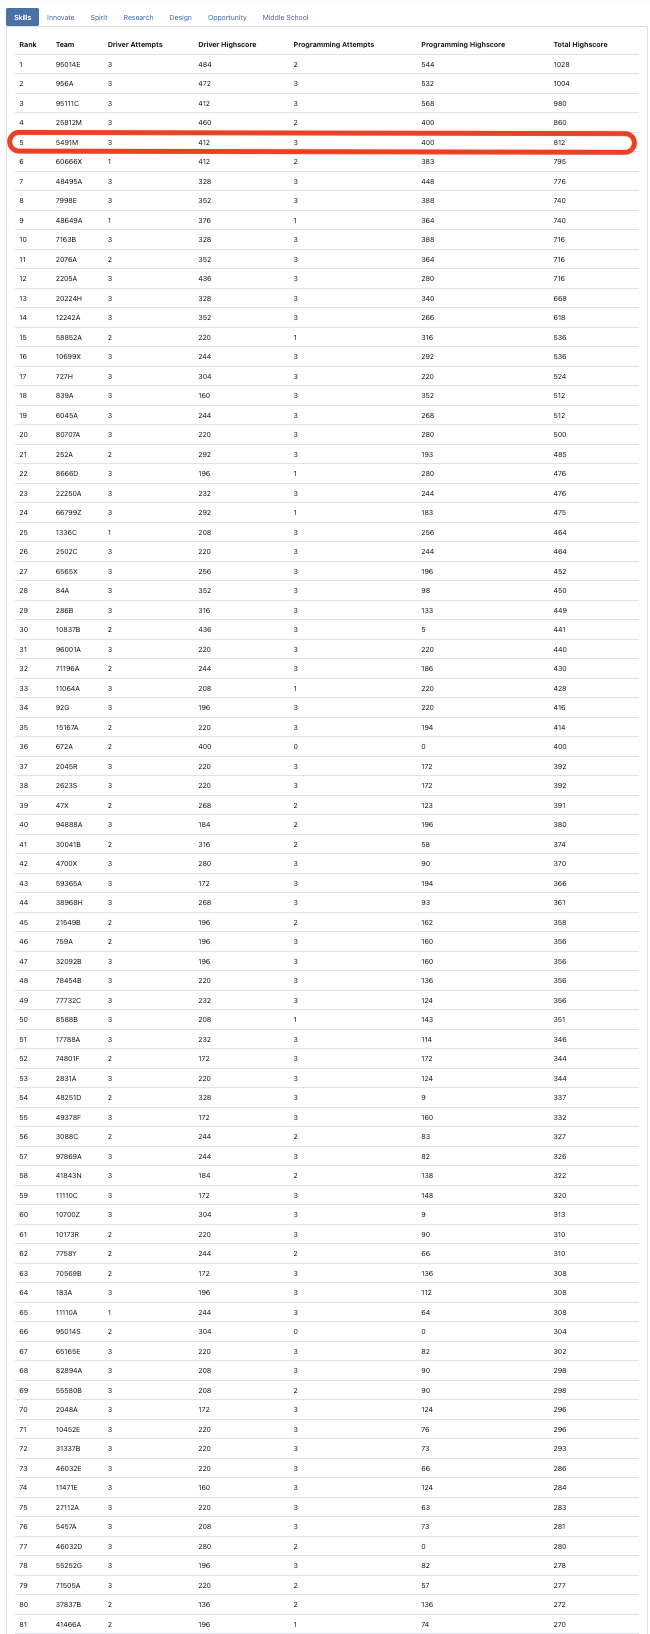 Skills Innovate Spirit Research Design Opportunity Middle School
Rank Team Driver Attempts Driver Highscore Programming Attempts Programming Highscore Total Highscore
1 95014E 3 484 2 544 1028
2 956A 3 472 3 532 1004
3 95111C 3 412 3 568 980
4 25812M 3 460 2 400 860
5 5491M 3 412 3 400 812
6 60666X 1 412 2 383 795
7 48495A 3 328 3 448 776
8 7998E 3 352 3 388 740
9 48649A 1 376 1 364 740
10 7163B 3 328 3 388 716
11 2076A 2 352 3 364 716
12 2205A 3 436 3 280 716
13 20224H 3 328 3 340 668
14 12242A 3 352 3 266 618
15 58852A 2 220 1 316 536
16 10699X 3 244 3 292 536
17 727H 3 304 3 220 524
18 839A 3 160 3 352 512
19 6045A 3 244 3 268 512
20 80707A 3 220 3 280 500
21 252A 2 292 3 193 485
22 8666D 3 196 1 280 476
23 22250A 3 232 3 244 476
24 66799Z 3 292 1 183 475
25 1336C 1 208 3 256 464
26 2502C 3 220 3 244 464
27 6565X 3 256 3 196 452
28 84A 3 352 3 98 450
29 286B 3 316 3 133 449
30 10837B 2 436 3 5 441
31 96001A 3 220 3 220 440
32 71196A 2 244 3 186 430
33 11064A 3 208 1 220 428
34 92G 3 196 3 220 416
35 15167A 2 220 3 194 414
36 672A 2 400 0 0 400
37 2045R 3 220 3 172 392
38 2623S 3 220 3 172 392
39 47X 2 268 2 123 391
40 94888A 3 184 2 196 380
41 30041B 2 316 2 58 374
42 4700X 3 280 3 90 370
43 59365A 3 172 3 194 366
44 38968H 3 268 3 93 361
45 21549B 2 196 2 162 358
46 759A 2 196 3 160 356
47 32092B 3 196 3 160 356
48 78454B 3 220 3 136 356
49 77732C 3 232 3 124 356
50 8588B 3 208 1 143 351
51 17788A 3 232 3 114 346
52 74801F 2 172 3 172 344
53 2831A 3 220 3 124 344
54 48251D 2 328 3 9 337
55 49378F 3 172 3 160 332
56 3088C 2 244 2 83 327
57 97869A 3 244 3 82 326
58 41843N 3 184 2 138 322
59 11110C 3 172 3 148 320
60 10700Z 3 304 3 9 313
61 10173R 2 220 3 90 310
62 7758Y 2 244 2 66 310
63 70569B 2 172 3 136 308
64 183A 3 196 3 112 308
65 11110A 1 244 3 64 308
66 95014S 2 304 0 0 304
67 65165E 3 220 3 82 302
68 82894A 3 208 3 90 298
69 55580B 3 208 2 90 298
70 2048A 3 172 3 124 296
71 10452E 3 220 3 76 296
72 31337B 3 220 3 73 293
73 46032E 3 220 3 66 286
74 11471E 3 160 3 124 284
75 27112A 3 220 3 63 283
76 5457A 3 208 3 73 281
77 46032D 3 280 2 0 280
78 55252G 3 196 3 82 278
79 71505A 3 220 2 57 277
80 37837B 2 136 2 136 272
81 41466A 2 196 1 74 270